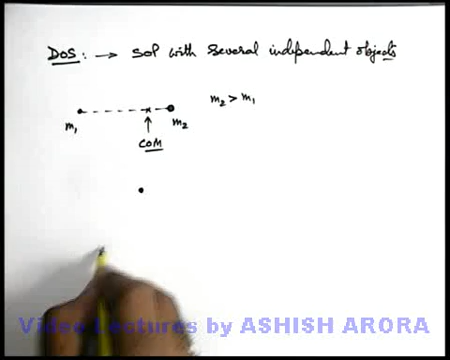 DOS: → SOP with several independent objects
m₂ > m₁
m₁
m₂
COM
Video Lectures by ASHISH ARORA